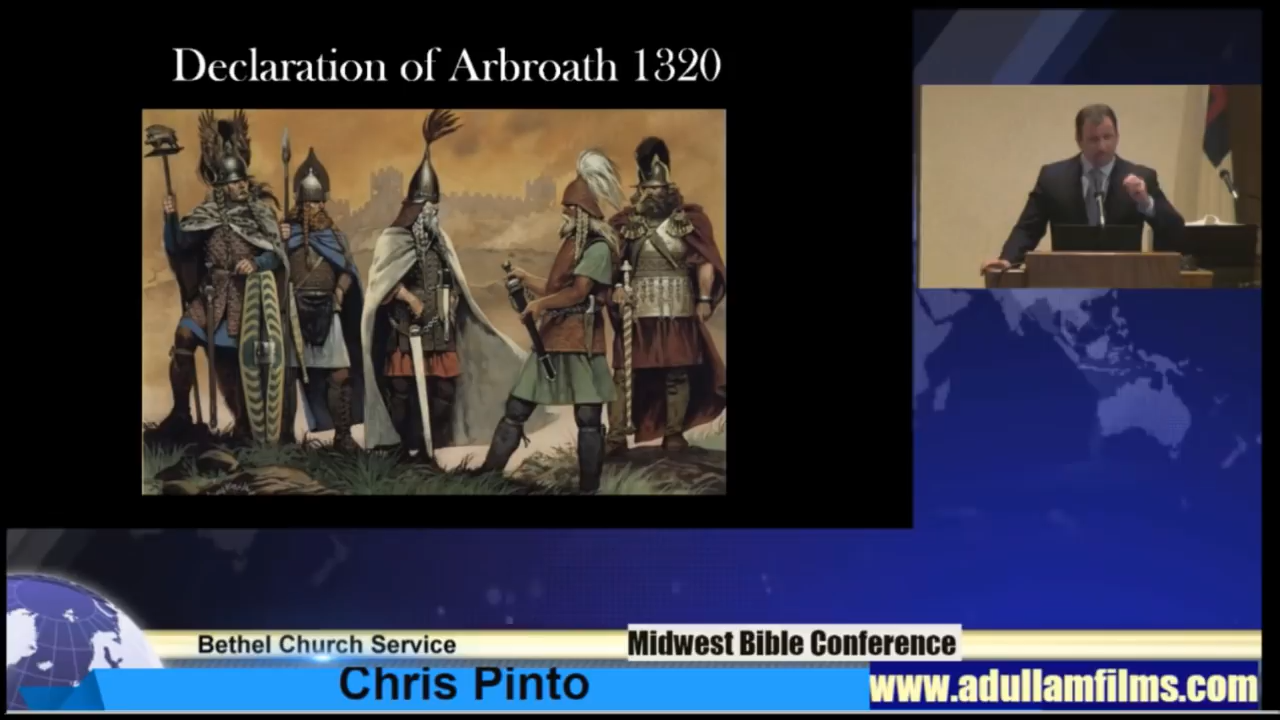 Declaration of Arbroath 1320
Bethel Church Service
Midwest Bible Conference
Chris Pinto
www.adullamfilms.com